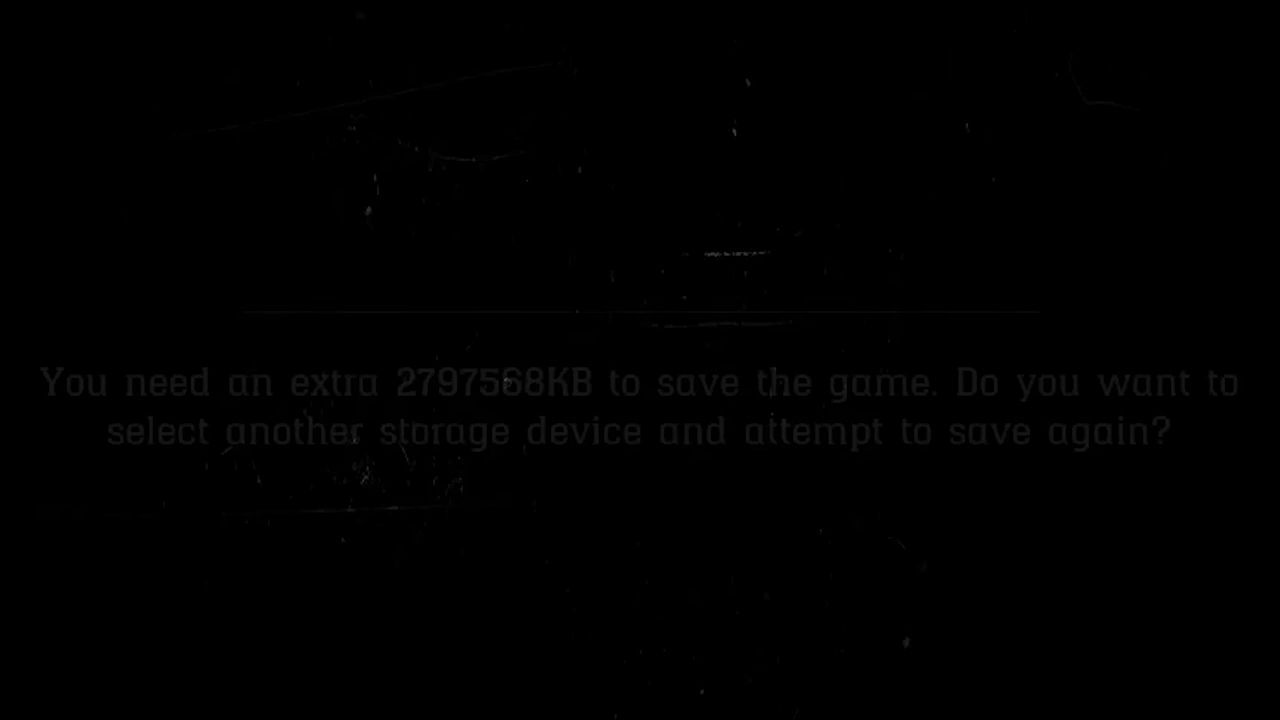 You need an extra 2797568KB to save the game. Do you want to
select another storage device and attempt to save again?